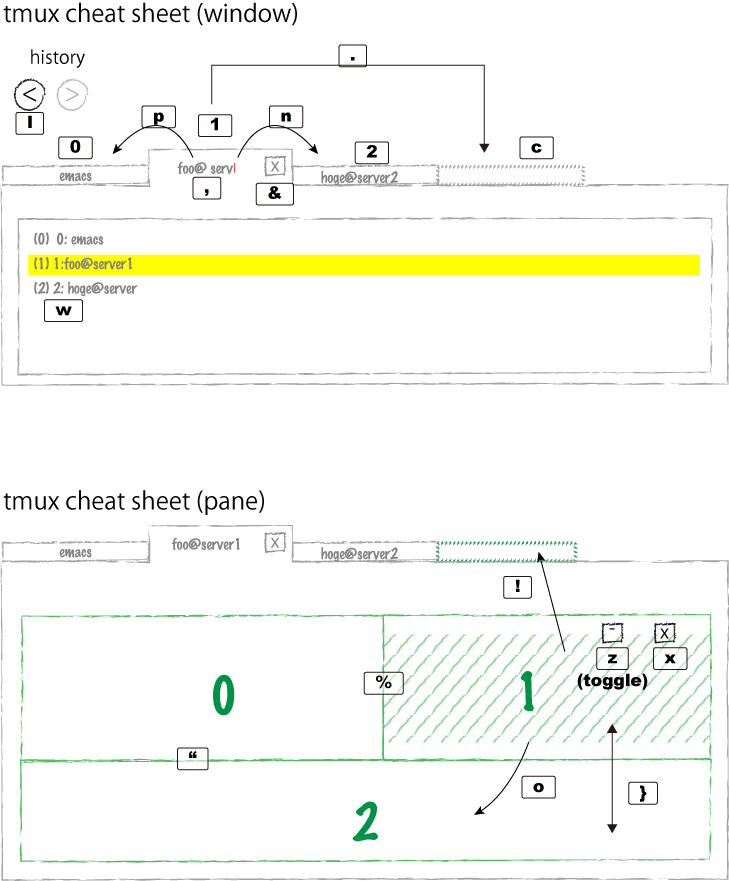 tmux cheat sheet (window)
history
.
< >
p 1 n
l
0 2 c
emacs foo@ serv X hoge@server2
, &
(0) 0: emacs
(1) 1:foo@server1
(2) 2: hoge@server
w
tmux cheat sheet (pane)
emacs foo@server1 X hoge@server2
!
- X
z x
(toggle)
0 % 1
“
o }
2